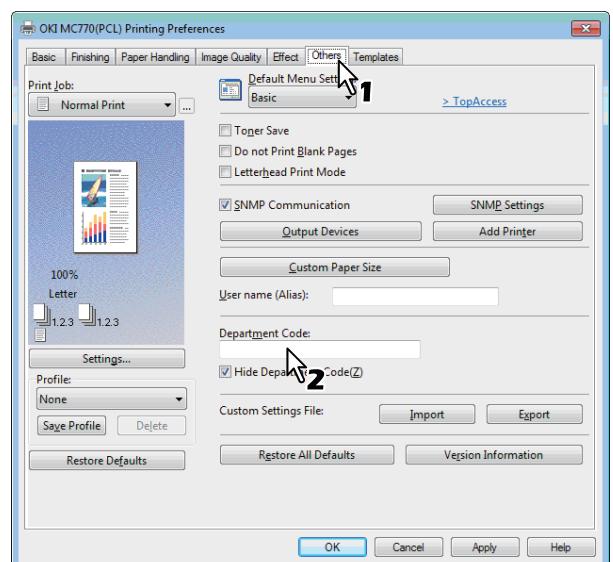 OKI MC770(PCL) Printing Preferences
Basic Finishing Paper Handling Image Quality Effect Others Templates
Print Job:
Normal Print ...
100%
Letter
1.2.3 1.2.3
Settings...
Profile:
None
Save Profile Delete
Restore Defaults
Default Menu Sett
1
Basic
> TopAccess
Toner Save
Do not Print Blank Pages
Letterhead Print Mode
SNMP Communication SNMP Settings
Output Devices Add Printer
Custom Paper Size
User name (Alias):
Department Code:
Hide Depa Code(Z)
2
Custom Settings File: Import Export
Restore All Defaults Version Information
OK Cancel Apply Help